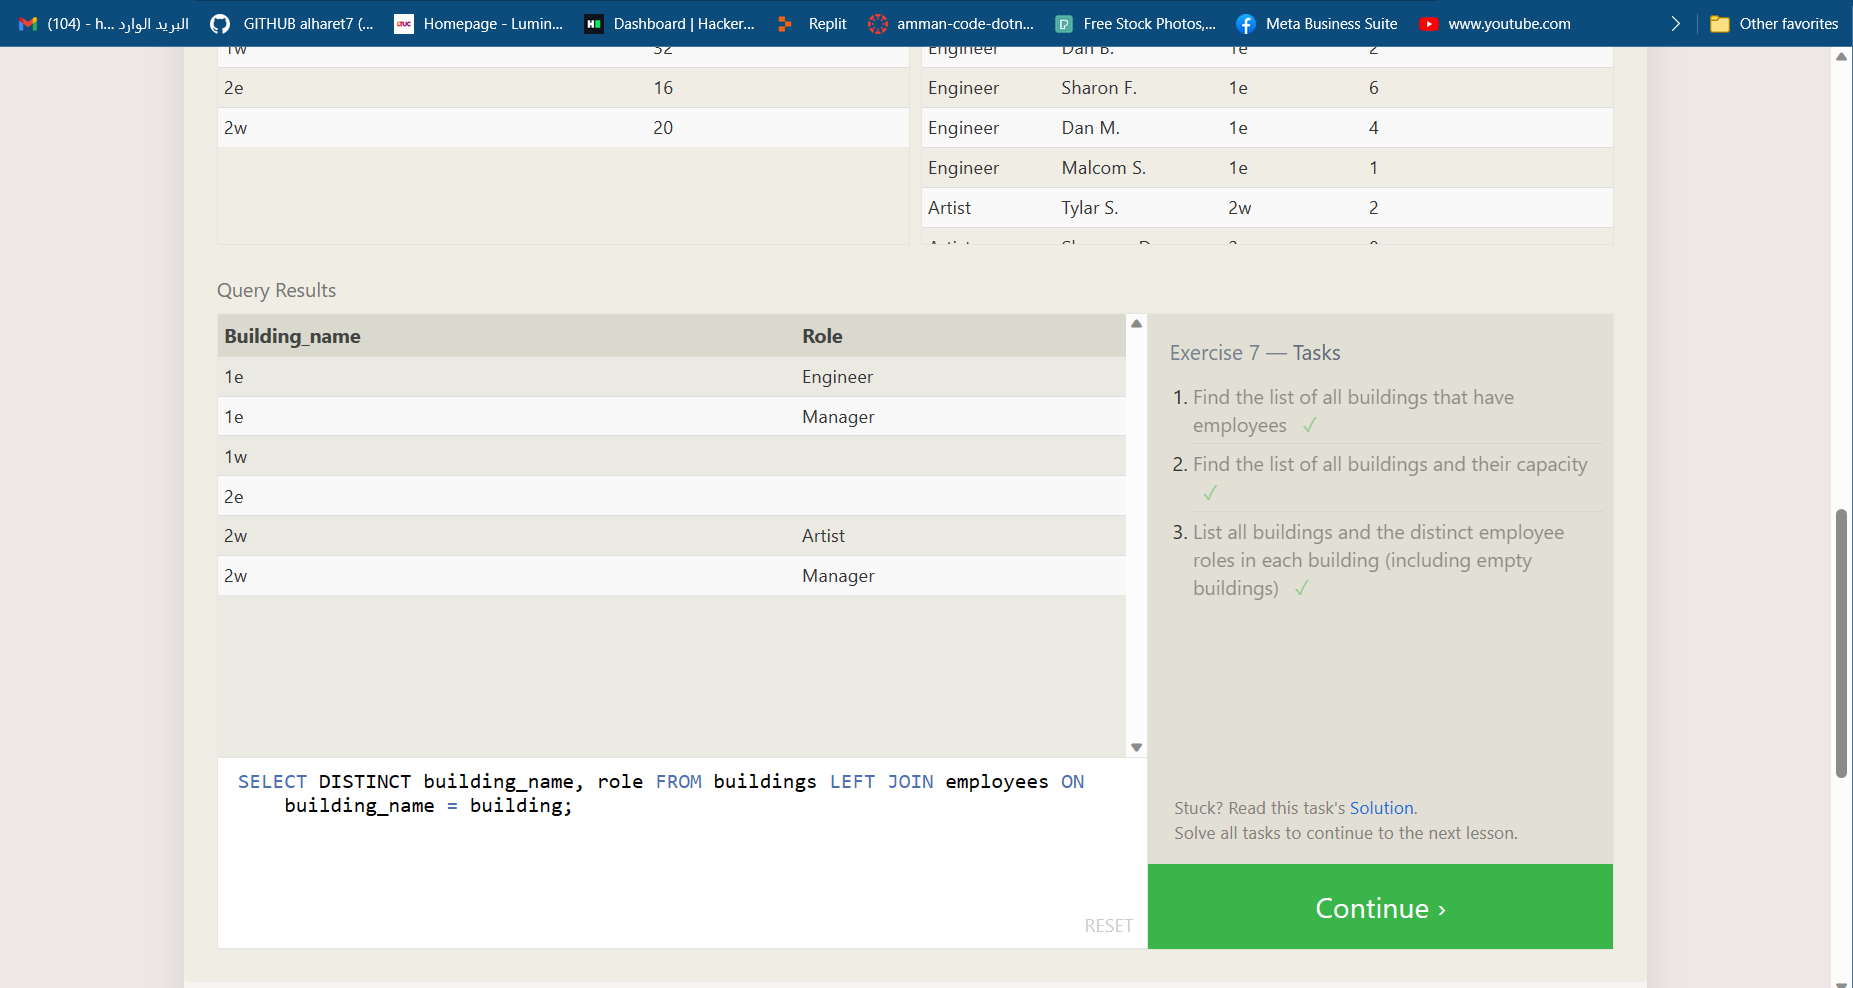 (104) - h... البريد الوارد
GITHUB alharet7 (...
Homepage - Lumin...
Dashboard | Hacker...
Replit
amman-code-dotn...
Free Stock Photos,...
Meta Business Suite
www.youtube.com
Other favorites
1w 32
2e 16
2w 20
Engineer Dan B. 1e 2
Engineer Sharon F. 1e 6
Engineer Dan M. 1e 4
Engineer Malcom S. 1e 1
Artist Tylar S. 2w 2
Query Results
Building_name Role
1e Engineer
1e Manager
1w
2e
2w Artist
2w Manager
SELECT DISTINCT building_name, role FROM buildings LEFT JOIN employees ON
building_name = building;
RESET
Exercise 7 — Tasks
1. Find the list of all buildings that have
employees ✓
2. Find the list of all buildings and their capacity
✓
3. List all buildings and the distinct employee
roles in each building (including empty
buildings) ✓
Stuck? Read this task's Solution.
Solve all tasks to continue to the next lesson.
Continue ›